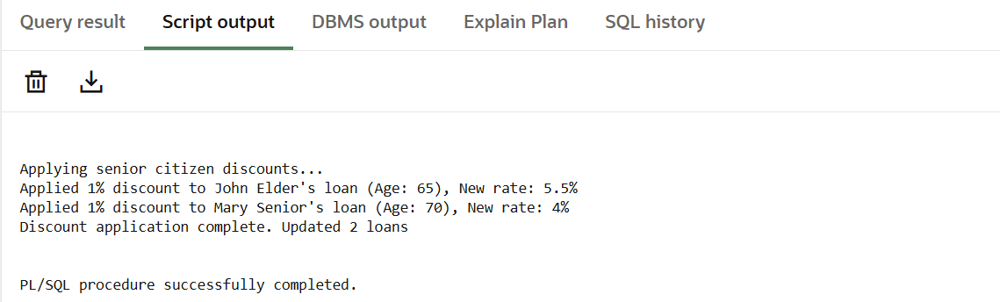 Query result Script output DBMS output Explain Plan SQL history
Applying senior citizen discounts...
Applied 1% discount to John Elder's loan (Age: 65), New rate: 5.5%
Applied 1% discount to Mary Senior's loan (Age: 70), New rate: 4%
Discount application complete. Updated 2 loans
PL/SQL procedure successfully completed.